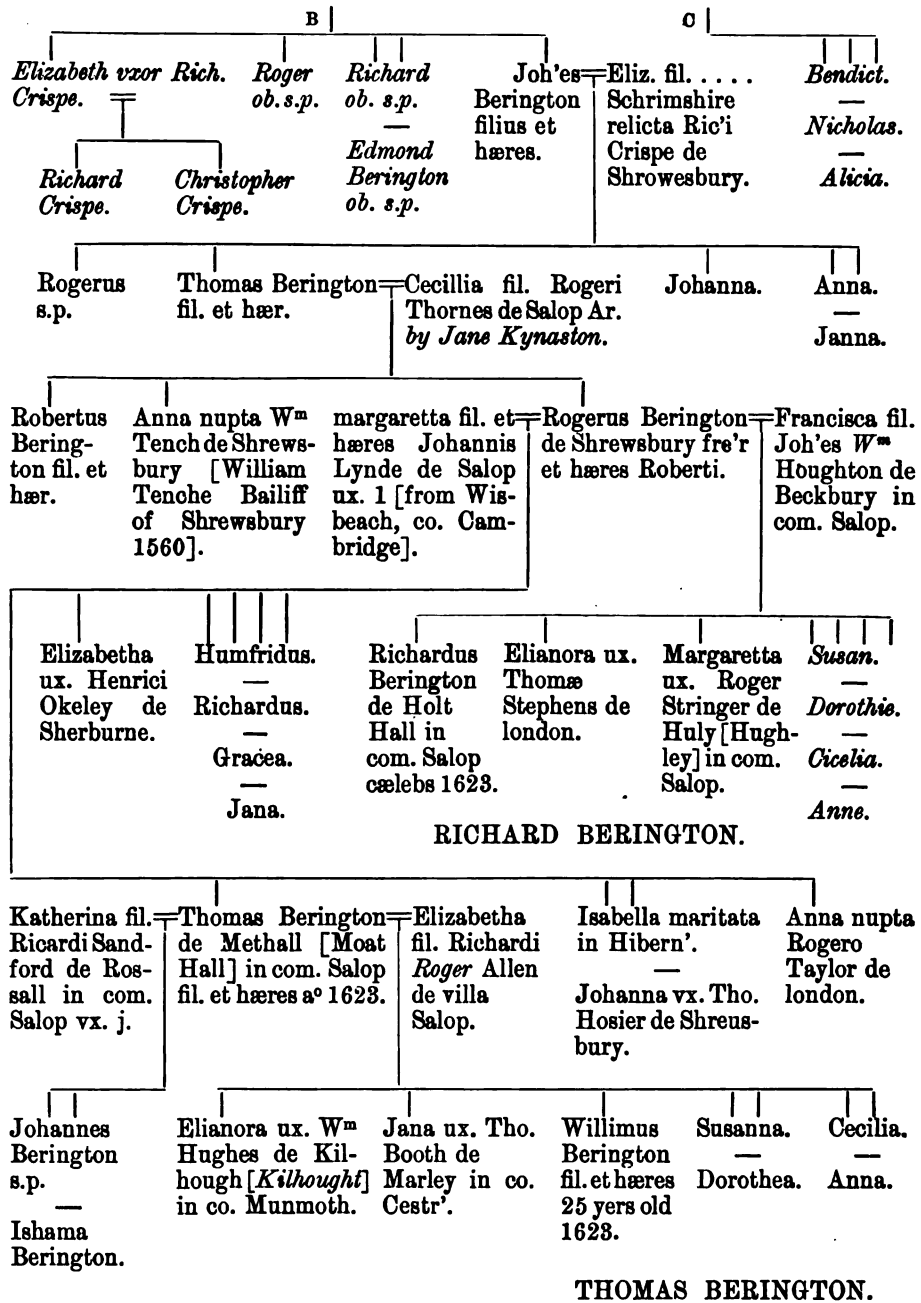 B C
Elizabeth vxor Rich.
Crispe.
Roger
ob. s.p.
Richard
ob. s.p.
—
Edmond
Berington
ob. s.p.
Joh'es
Berington
filius et
hæres.
Eliz. fil. . . . . .
Schrimshire
relicta Ric'i
Crispe de
Shrowesbury.
Bendict.
—
Nicholas.
—
Alicia.
Richard
Crispe.
Christopher
Crispe.
Rogerus
s.p.
Thomas Berington
fil. et hær.
Cecillia fil. Rogeri
Thornes de Salop Ar.
by Jane Kynaston.
Johanna.
Anna.
—
Janna.
Robertus
Bering-
ton fil. et
hær.
Anna nupta Wm
Tench de Shrews-
bury [William
Tenche Bailiff
of Shrewsbury
1560].
margaretta fil. et
hæres Johannis
Lynde de Salop
ux. 1 [from Wis-
beach, co. Cam-
bridge].
Rogerus Berington
de Shrewsbury fre'r
et hæres Roberti.
Francisca fil.
Joh'es Wm
Houghton de
Beckbury in
com. Salop.
Elizabetha
ux. Henrici
Okeley de
Sherburne.
Humfridus.
—
Richardus.
—
Gracea.
—
Jana.
Richardus
Berington
de Holt
Hall in
com. Salop
cælebs 1623.
Elianora ux.
Thomæ
Stephens de
london.
Margaretta
ux. Roger
Stringer de
Huly [Hugh-
ley] in com.
Salop.
Susan.
—
Dorothie.
—
Cicelia.
—
Anne.
RICHARD BERINGTON.
Katherina fil.
Ricardi Sand-
ford de Ros-
sall in com.
Salop vx. j.
Thomas Berington
de Methall [Moat
Hall] in com. Salop
fil. et hæres aº 1623.
Elizabetha
fil. Richardi
Roger Allen
de villa
Salop.
Isabella maritata
in Hibern'.
—
Johanna vx. Tho.
Hosier de Shreus-
bury.
Anna nupta
Rogero
Taylor de
london.
Johannes
Berington
s.p.
—
Ishama
Berington.
Elianora ux. Wm
Hughes de Kil-
hough [Kilhought]
in co. Munmoth.
Jana ux. Tho.
Booth de
Marley in co.
Cestr'.
Willimus
Berington
fil. et hæres
25 yers old
1623.
Susanna.
—
Dorothea.
Cecilia.
—
Anna.
THOMAS BERINGTON.